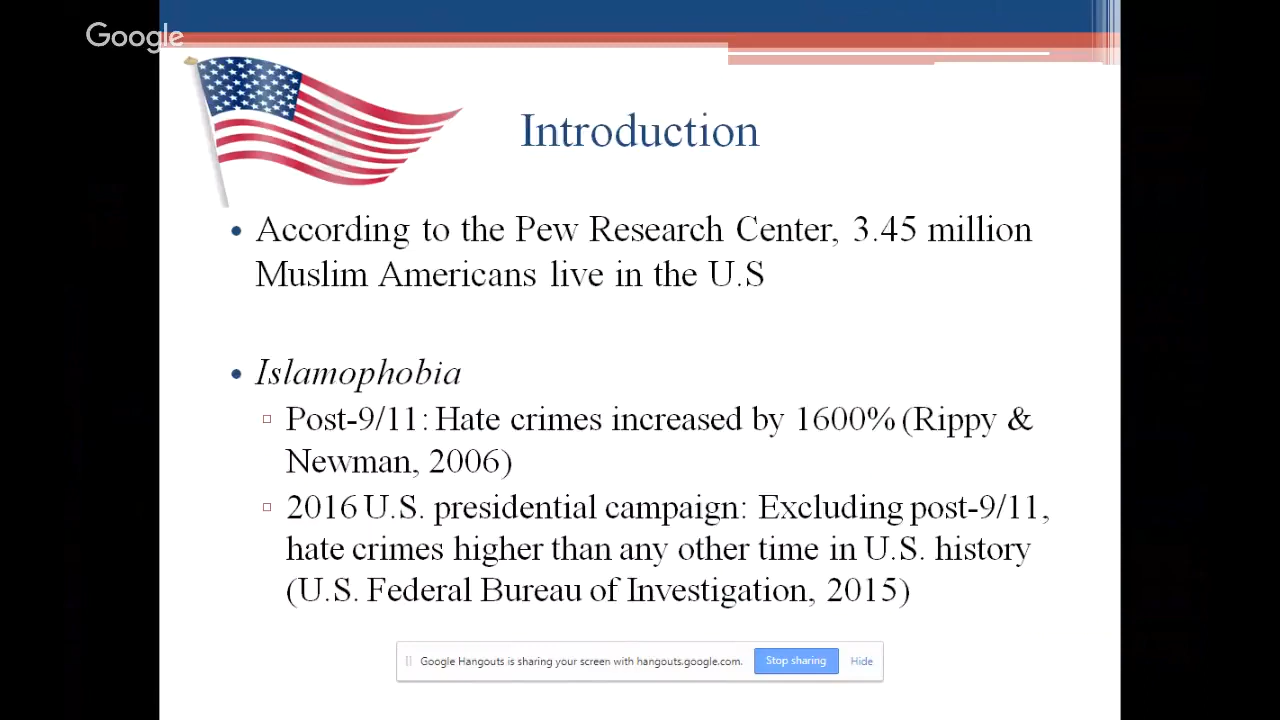 Google
Introduction
• According to the Pew Research Center, 3.45 million
Muslim Americans live in the U.S
• Islamophobia
▫ Post-9/11: Hate crimes increased by 1600% (Rippy &
Newman, 2006)
▫ 2016 U.S. presidential campaign: Excluding post-9/11,
hate crimes higher than any other time in U.S. history
(U.S. Federal Bureau of Investigation, 2015)
Google Hangouts is sharing your screen with hangouts.google.com. Stop sharing Hide